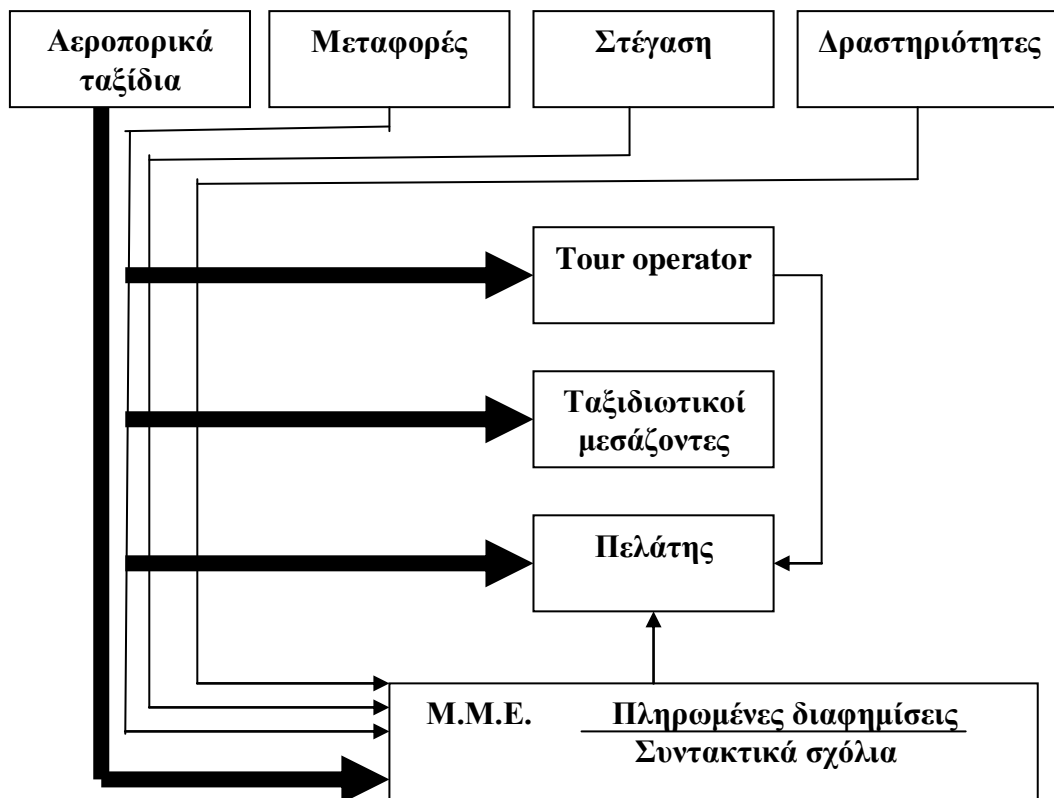 Αεροπορικά
ταξίδια
Μεταφορές
Στέγαση
Δραστηριότητες
Tour operator
Ταξιδιωτικοί
μεσάζοντες
Πελάτης
Μ.Μ.Ε. Πληρωμένες διαφημίσεις
Συντακτικά σχόλια